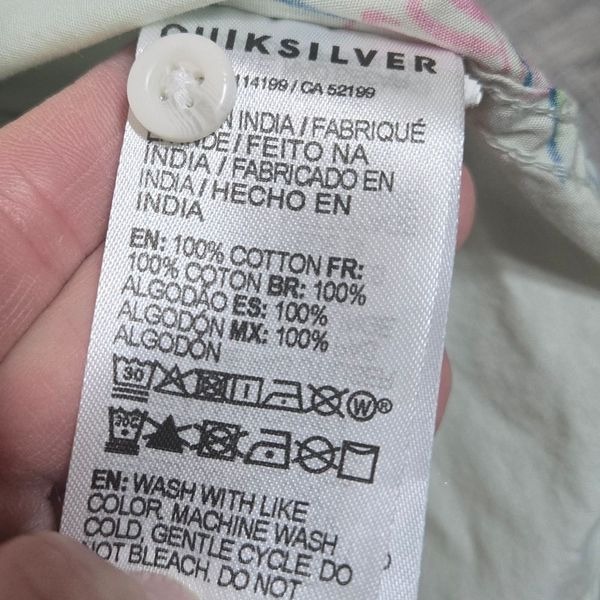 QUIKSILVER
114199 / CA 52199
IN INDIA / FABRIQUÉ
INDE / FEITO NA
INDIA / FABRICADO EN
INDIA / HECHO EN
INDIA
EN: 100% COTTON FR:
100% COTON BR: 100%
ALGODÃO ES: 100%
ALGODÓN MX: 100%
ALGODÓN
30 W®
30C
EN: WASH WITH LIKE
COLOR, MACHINE WASH
COLD, GENTLE CYCLE. DO
NOT BLEACH. DO NOT